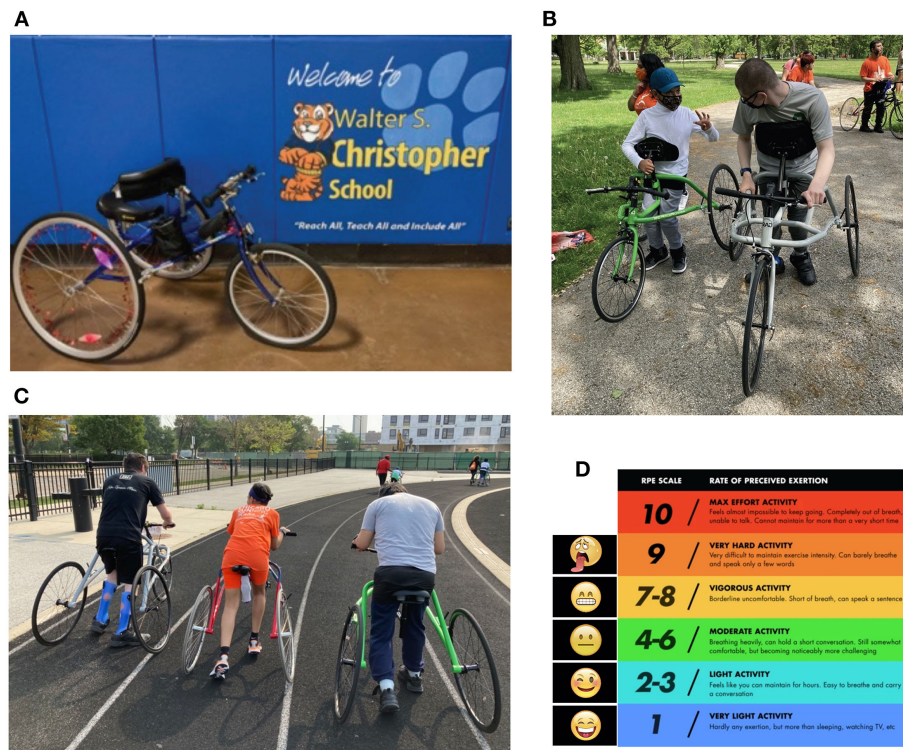 A
B
Welcome to
Walter S.
Christopher
School
"Reach All, Teach All and Include All"
C
D
RPE SCALE
RATE OF PERCEIVED EXERTION
10
MAX EFFORT ACTIVITY
Feels almost impossible to keep going. Completely out of breath,
unable to talk. Cannot maintain for more than a very short time
9
VERY HARD ACTIVITY
Very difficult to maintain exercise intensity. Can barely breathe
and speak only a few words
7-8
VIGOROUS ACTIVITY
Borderline uncomfortable. Short of breath, can speak a sentence
4-6
MODERATE ACTIVITY
Breathing heavily, can hold a short conversation. Still somewhat
comfortable, but becoming noticeably more challenging
2-3
LIGHT ACTIVITY
Feels like you can maintain for hours. Easy to breathe and carry
a conversation
1
VERY LIGHT ACTIVITY
Hardly any exertion, but more than sleeping, watching TV, etc